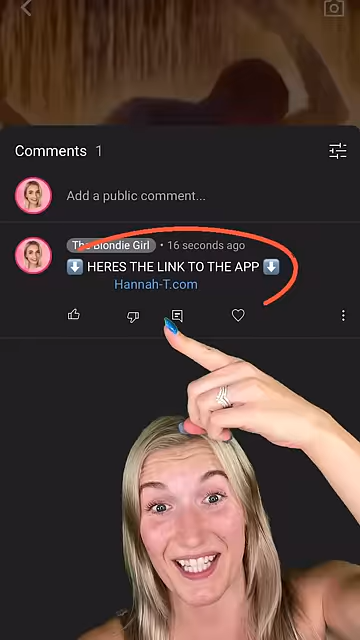 Comments 1
Add a public comment...
The Blondie Girl • 16 seconds ago
⬇️ HERES THE LINK TO THE APP ⬇️
Hannah-T.com